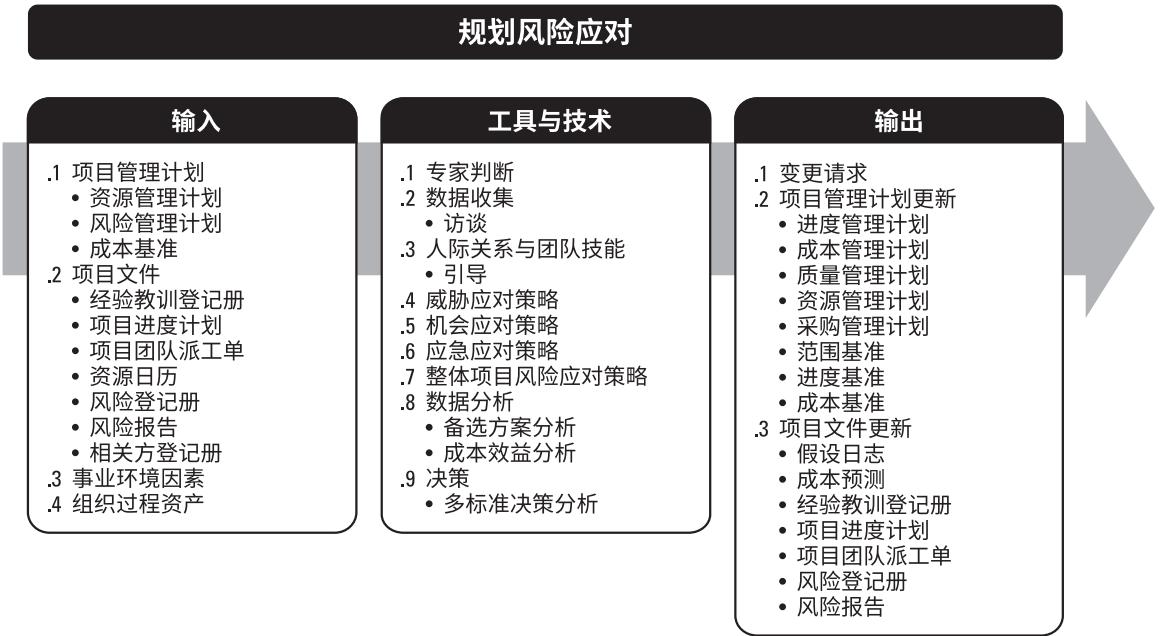 规划风险应对
输入
.1 项目管理计划
• 资源管理计划
• 风险管理计划
• 成本基准
.2 项目文件
• 经验教训登记册
• 项目进度计划
• 项目团队派工单
• 资源日历
• 风险登记册
• 风险报告
• 相关方登记册
.3 事业环境因素
.4 组织过程资产
工具与技术
.1 专家判断
.2 数据收集
• 访谈
.3 人际关系与团队技能
• 引导
.4 威胁应对策略
.5 机会应对策略
.6 应急应对策略
.7 整体项目风险应对策略
.8 数据分析
• 备选方案分析
• 成本效益分析
.9 决策
• 多标准决策分析
输出
.1 变更请求
.2 项目管理计划更新
• 进度管理计划
• 成本管理计划
• 质量管理计划
• 资源管理计划
• 采购管理计划
• 范围基准
• 进度基准
• 成本基准
.3 项目文件更新
• 假设日志
• 成本预测
• 经验教训登记册
• 项目进度计划
• 项目团队派工单
• 风险登记册
• 风险报告